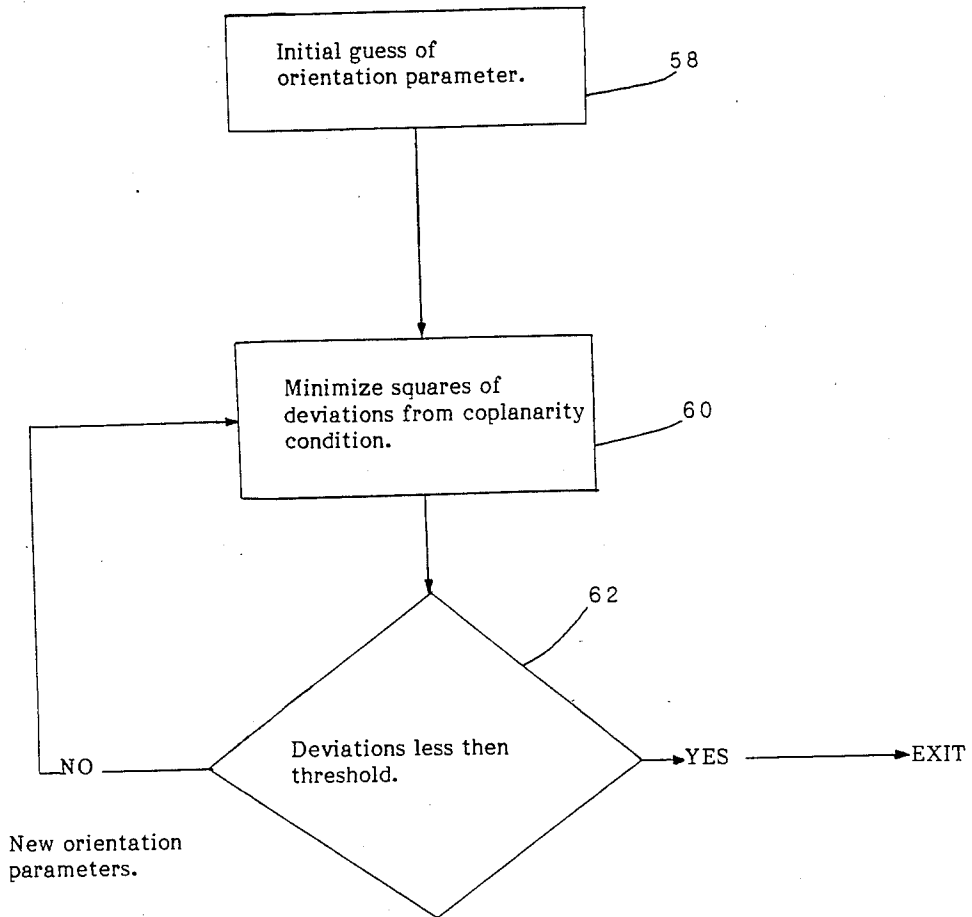 Initial guess of
orientation parameter.
58
Minimize squares of
deviations from coplanarity
condition.
60
62
Deviations less then
threshold.
NO
YES
EXIT
New orientation
parameters.